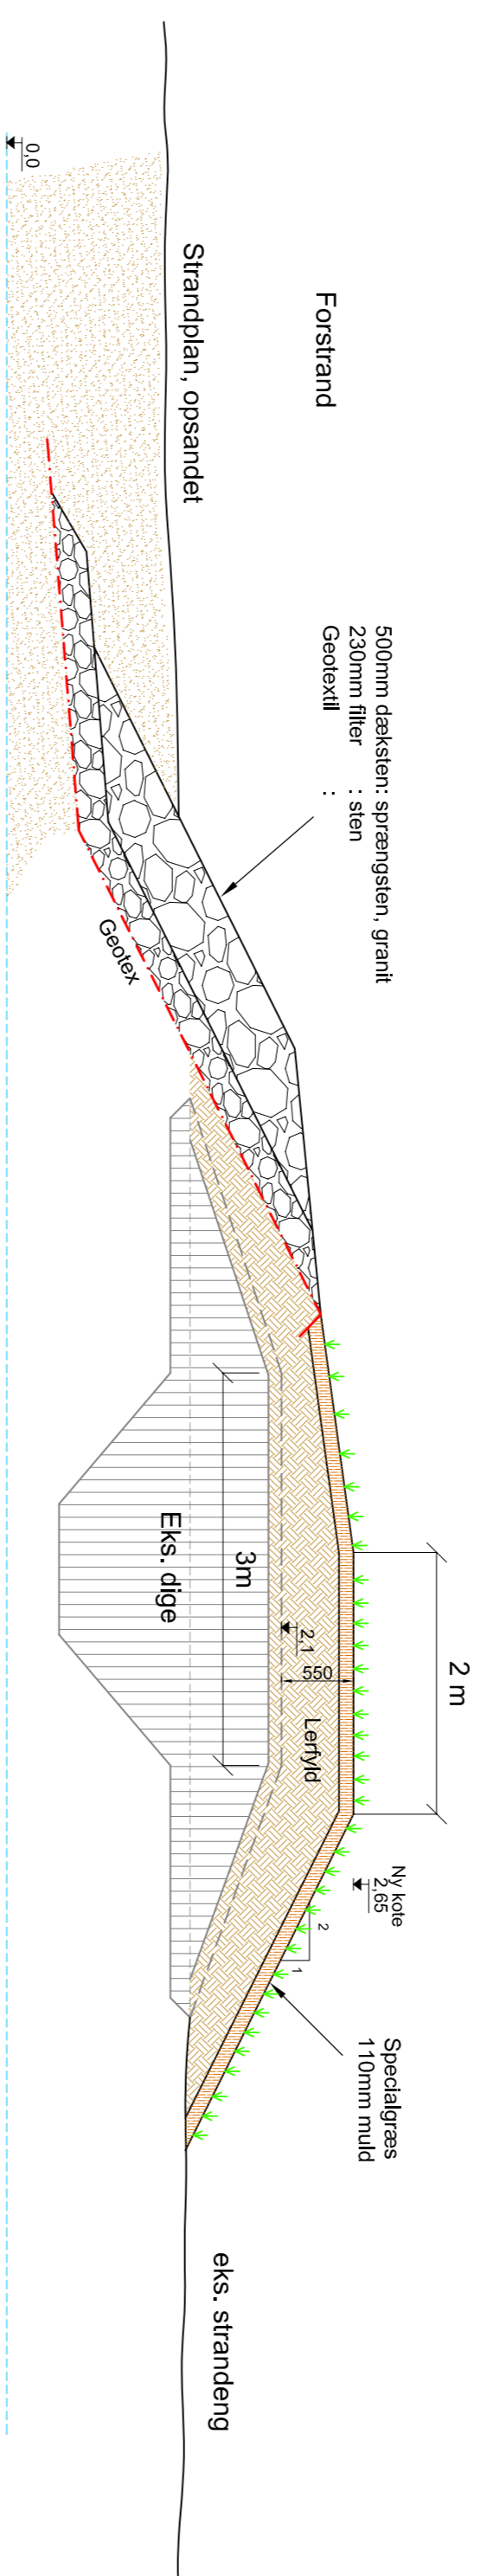 0,0
Strandplan, opsandet
Forstrand
500mm dæksten: sprængsten, granit
230mm filter : sten
Geotextil :
Geotex
Eks. dige
3m
2,1
550
Lerfyld
2 m
Ny kote
2,65
2
1
Specialgræs
110mm muld
eks. strandeng